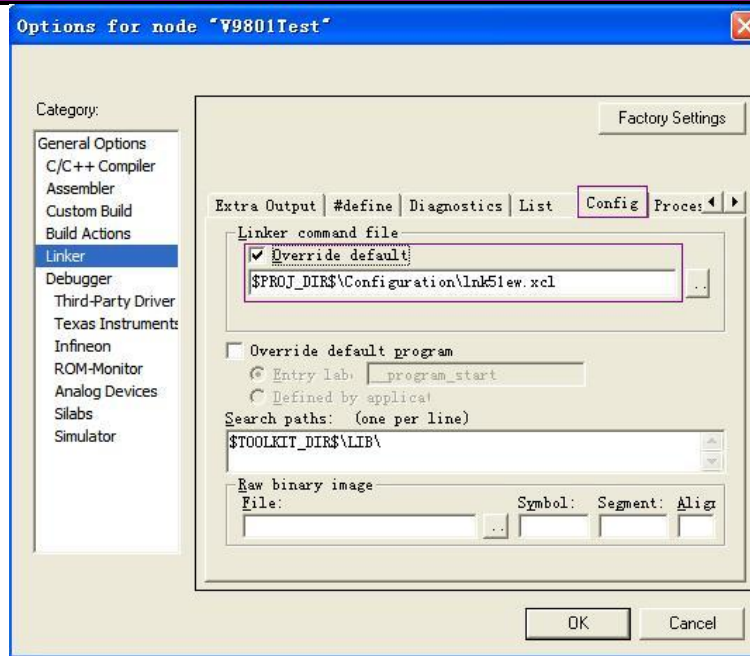 Options for node "V9801Test"
Category:
General Options
C/C++ Compiler
Assembler
Custom Build
Build Actions
Linker
Debugger
Third-Party Driver
Texas Instruments
Infineon
ROM-Monitor
Analog Devices
Silabs
Simulator
Factory Settings
Extra Output #define Diagnostics List Config Proces
Linker command file
Override default
$PROJ_DIR$\Configuration\lnk51ew.xcl
..
Override default program
Entry lab __program_start
Defined by applicat
Search paths: (one per line)
$TOOLKIT_DIR$\LIB\
Raw binary image
File: Symbol: Segment: Align
..
OK Cancel